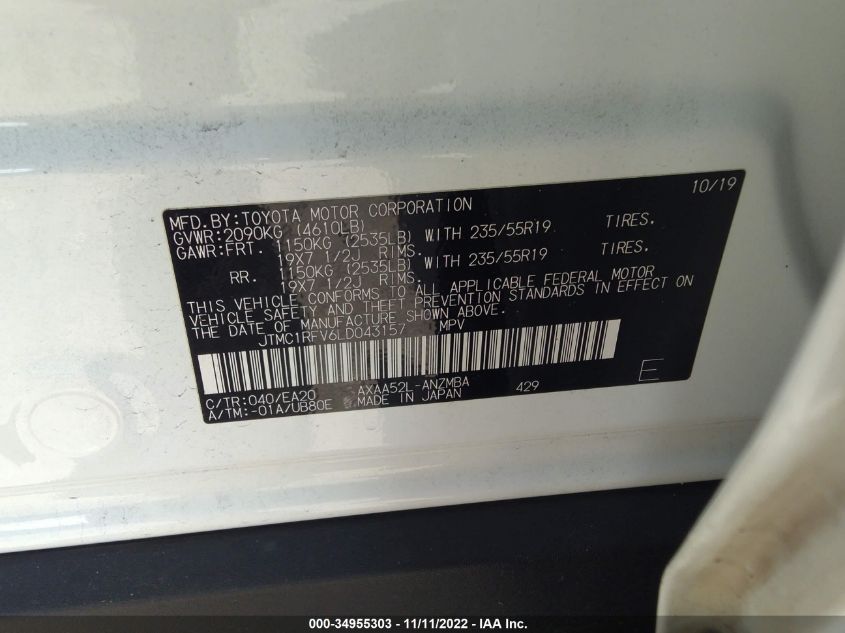 10/19
MFD.BY:TOYOTA MOTOR CORPORATION
GVWR:2090KG (4610LB)
GAWR:FRT. 1150KG (2535LB) WITH 235/55R19 TIRES.
19X7 1/2J RIMS.
RR. 1150KG (2535LB) WITH 235/55R19 TIRES.
19X7 1/2J RIMS.
THIS VEHICLE CONFORMS TO ALL APPLICABLE FEDERAL MOTOR
VEHICLE SAFETY AND THEFT PREVENTION STANDARDS IN EFFECT ON
THE DATE OF MANUFACTURE SHOWN ABOVE.
JTMC1RFV6LD043157 MPV
C/TR:040/EA20 AXAA52L-ANZMBA 429 E
A/TM:-01A/UB80E MADE IN JAPAN
000-34955303 - 11/11/2022 - IAA Inc.